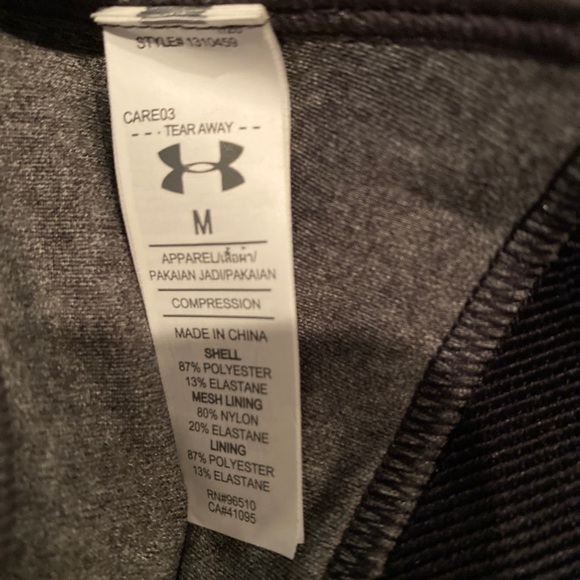 STYLE# 1310459
CARE03
- - - TEAR AWAY - -
M
APPAREL/เสื้อผ้า/
PAKAIAN JADI/PAKAIAN
COMPRESSION
MADE IN CHINA
SHELL
87% POLYESTER
13% ELASTANE
MESH LINING
80% NYLON
20% ELASTANE
LINING
87% POLYESTER
13% ELASTANE
RN#96510
CA#41095